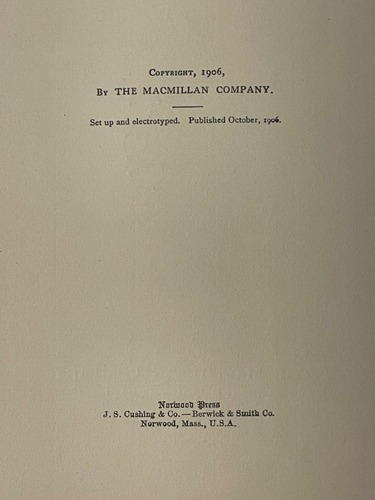 Copyright, 1906,
By THE MACMILLAN COMPANY.
Set up and electrotyped. Published October, 1906.
Norwood Press
J. S. Cushing & Co.—Berwick & Smith Co.
Norwood, Mass., U.S.A.